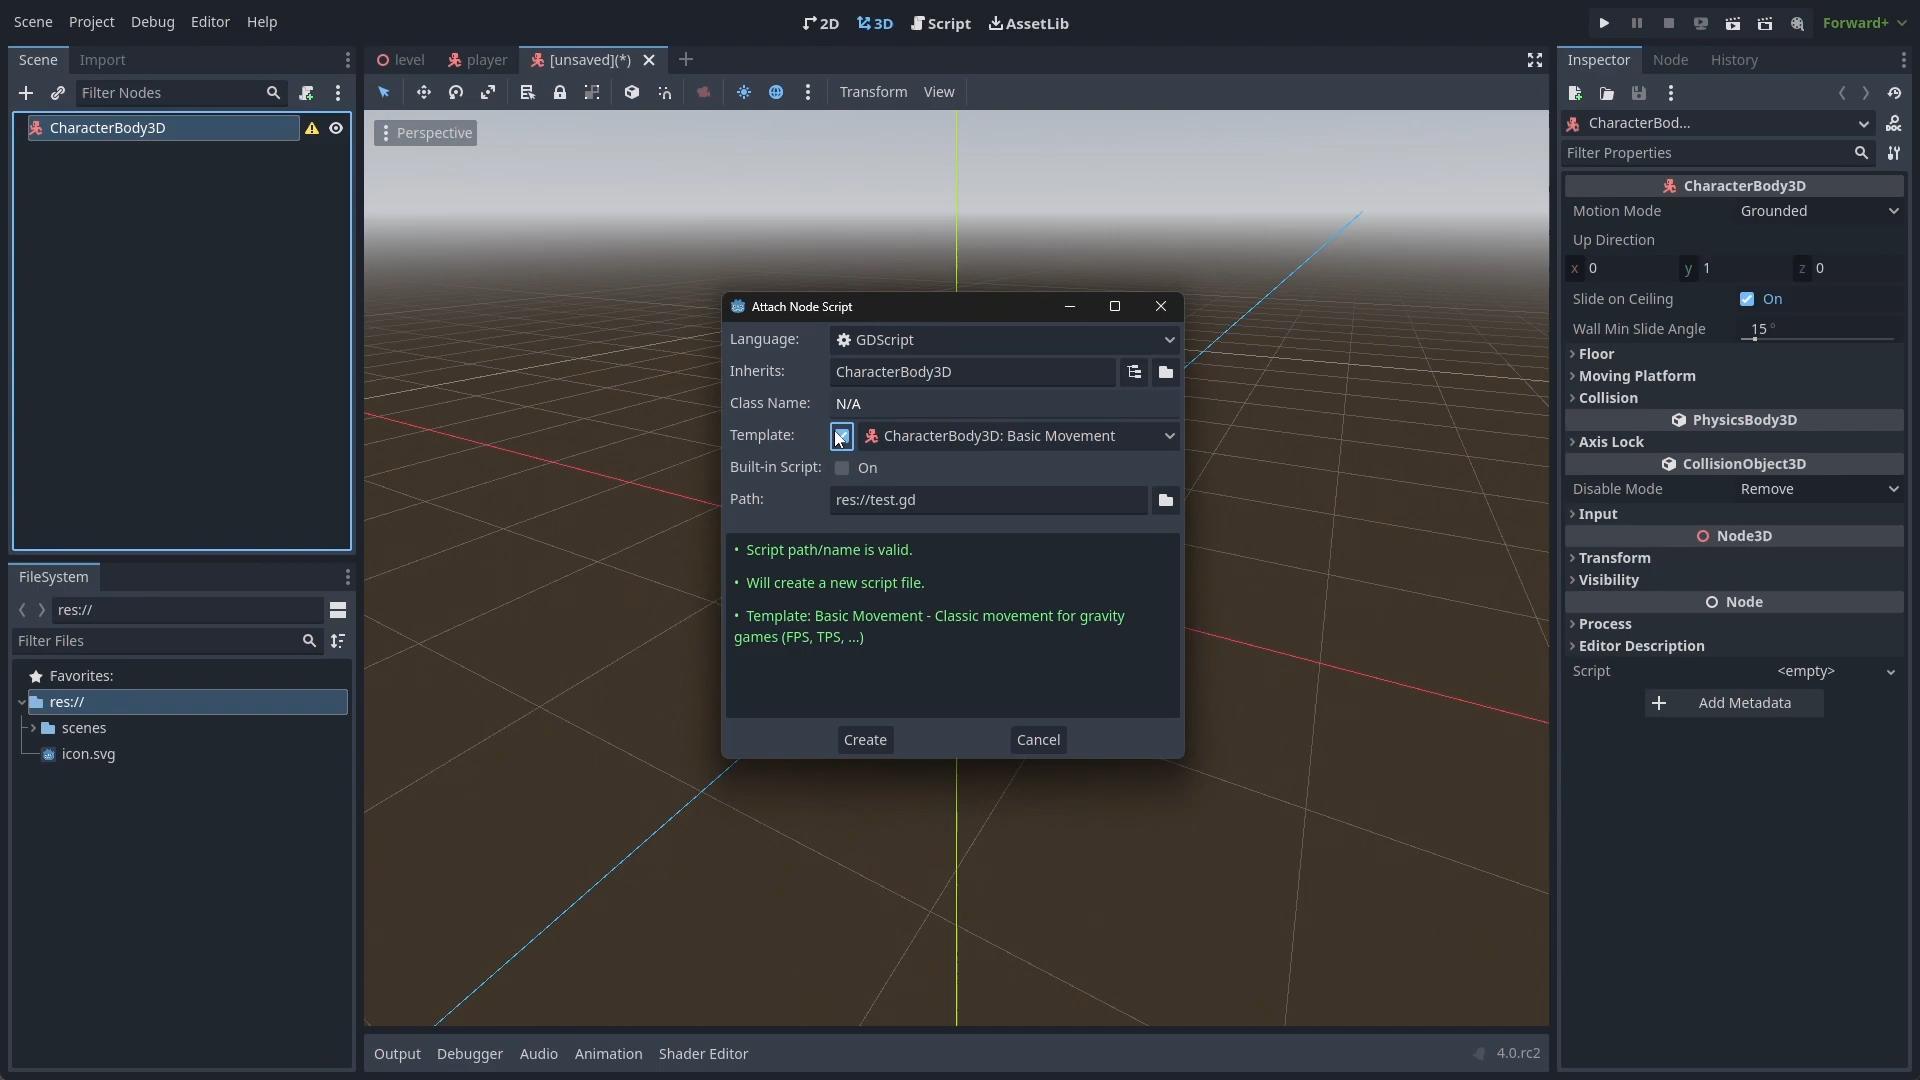 Scene Project Debug Editor Help
2D 3D Script AssetLib
Forward+
Scene Import
level player [unsaved](*)
Inspector Node History
Filter Nodes
Transform View
CharacterBody3D
Perspective
CharacterBod...
Filter Properties
CharacterBody3D
Motion Mode Grounded
Up Direction
x 0 y 1 z 0
Slide on Ceiling On
Wall Min Slide Angle 15 °
Floor
Moving Platform
Collision
PhysicsBody3D
Axis Lock
CollisionObject3D
Disable Mode Remove
Input
Node3D
Transform
Visibility
Node
Process
Editor Description
Script <empty>
Add Metadata
Attach Node Script
Language: GDScript
Inherits: CharacterBody3D
Class Name: N/A
Template: CharacterBody3D: Basic Movement
Built-in Script: On
Path: res://test.gd
• Script path/name is valid.
• Will create a new script file.
• Template: Basic Movement - Classic movement for gravity
games (FPS, TPS, ...)
Create Cancel
FileSystem
res://
Filter Files
Favorites:
res://
scenes
icon.svg
Output Debugger Audio Animation Shader Editor
4.0.rc2